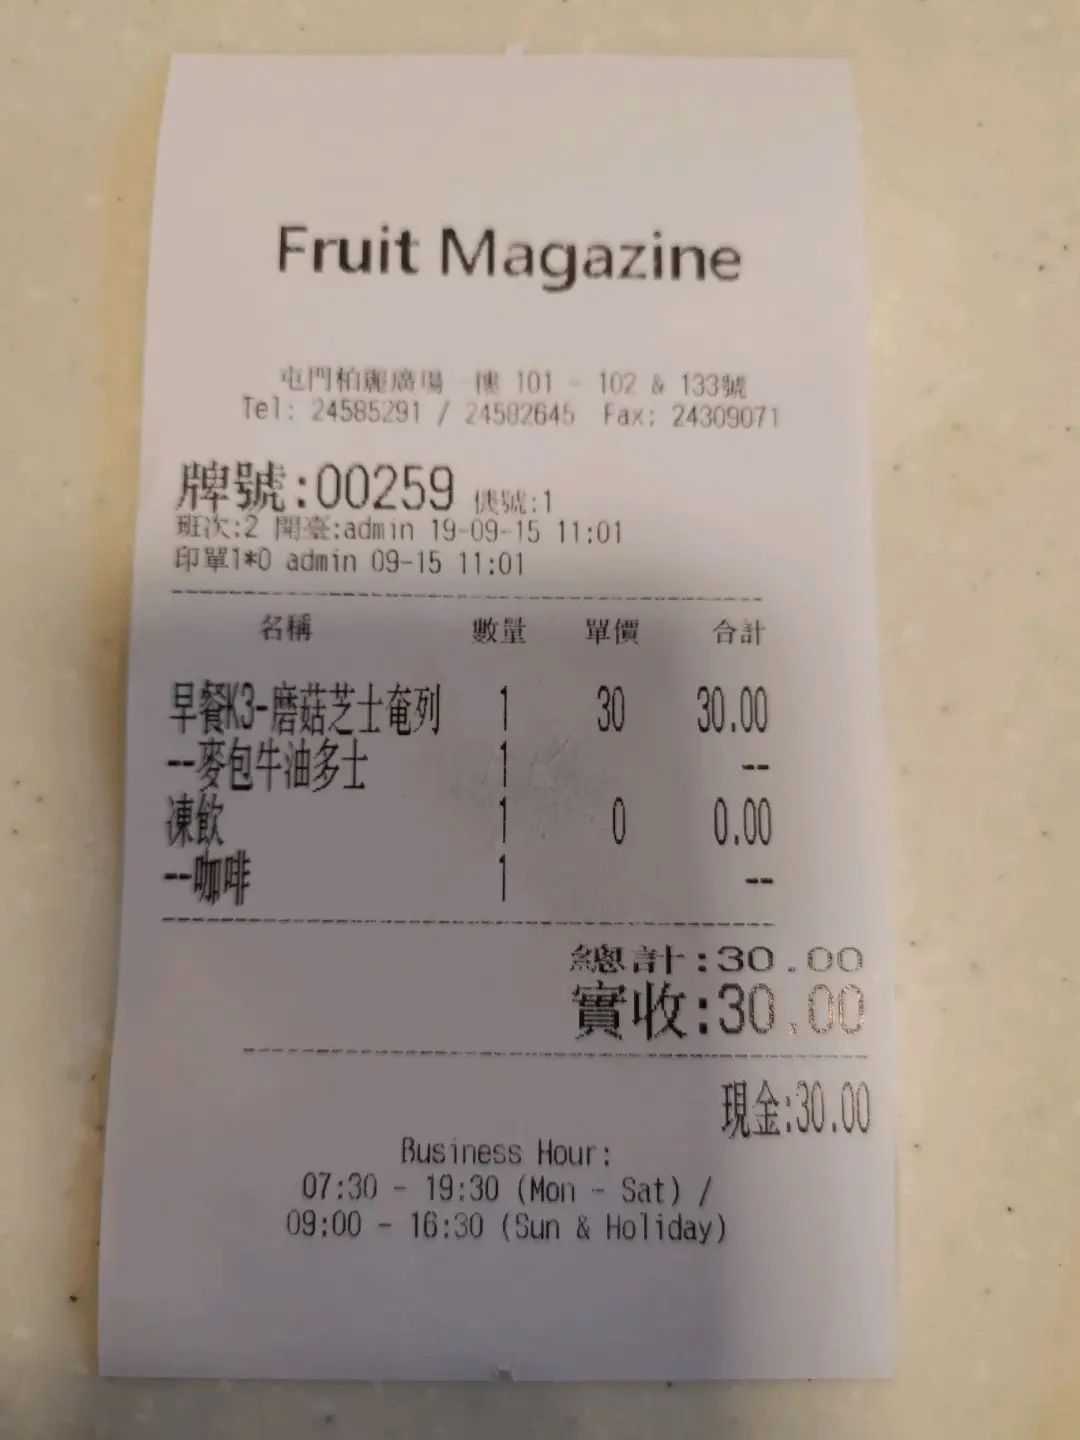 Fruit Magazine
屯門柏麗廣場一樓 101 - 102 & 133號
Tel: 24585291 / 24582645 Fax: 24309071
牌號:00259 機號:1
班次:2 開臺:admin 19-09-15 11:01
印單1*0 admin 09-15 11:01
名稱 數量 單價 合計
早餐K3-磨菇芝士奄列 1 30 30.00
--麥包牛油多士 1 --
凍飲 1 0 0.00
--咖啡 1 --
總計:30.00
實收:30.00
現金:30.00
Business Hour:
07:30 - 19:30 (Mon - Sat) /
09:00 - 16:30 (Sun & Holiday)